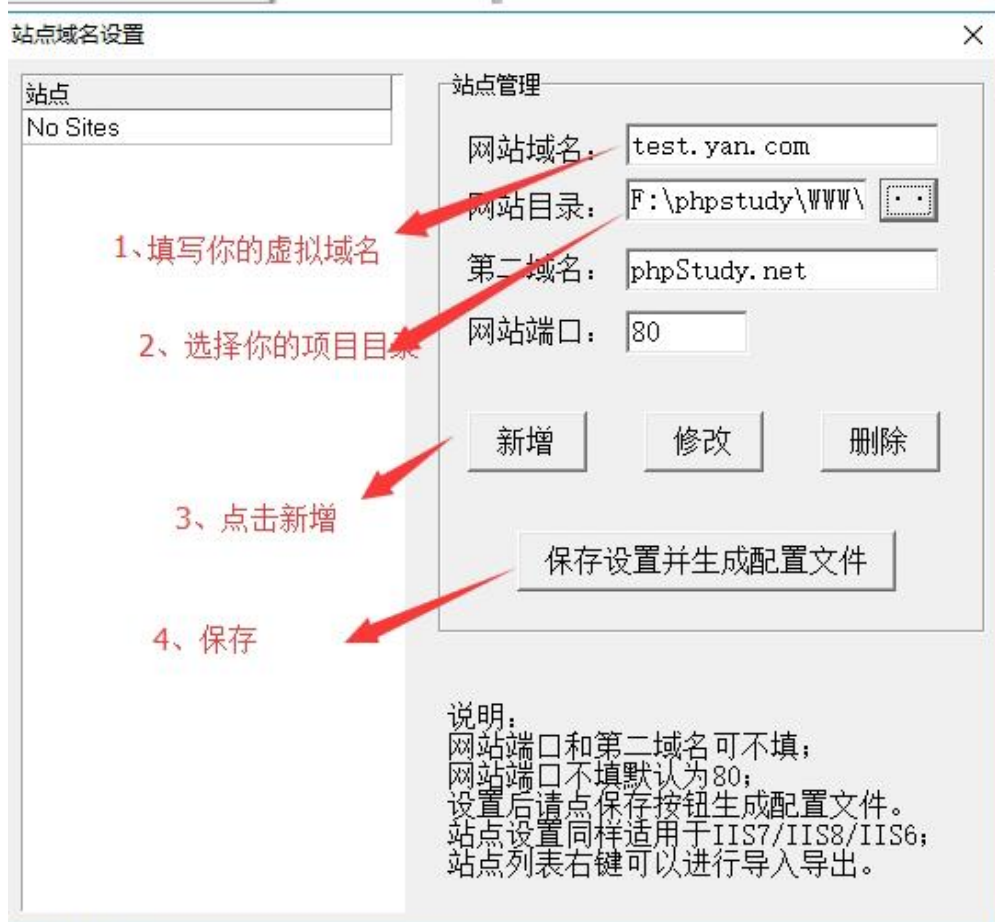 站点域名设置
站点
No Sites
站点管理
网站域名：
test.yan.com
网站目录：
F:\phpstudy\WWW\
第二域名：
phpStudy.net
网站端口：
80
1、填写你的虚拟域名
2、选择你的项目目录
新增
修改
删除
3、点击新增
保存设置并生成配置文件
4、保存
说明：
网站端口和第二域名可不填；
网站端口不填默认为80；
设置后请点保存按钮生成配置文件。
站点设置同样适用于IIS7/IIS8/IIS6；
站点列表右键可以进行导入导出。